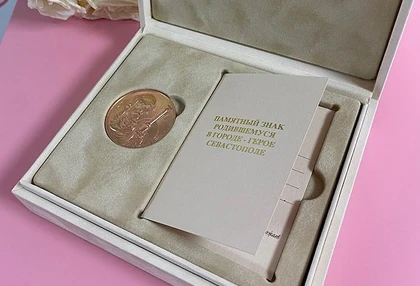 ПАМЯТНЫЙ ЗНАК
РОДИВШЕМУСЯ
В ГОРОДЕ - ГЕРОЕ
СЕВАСТОПОЛЕ